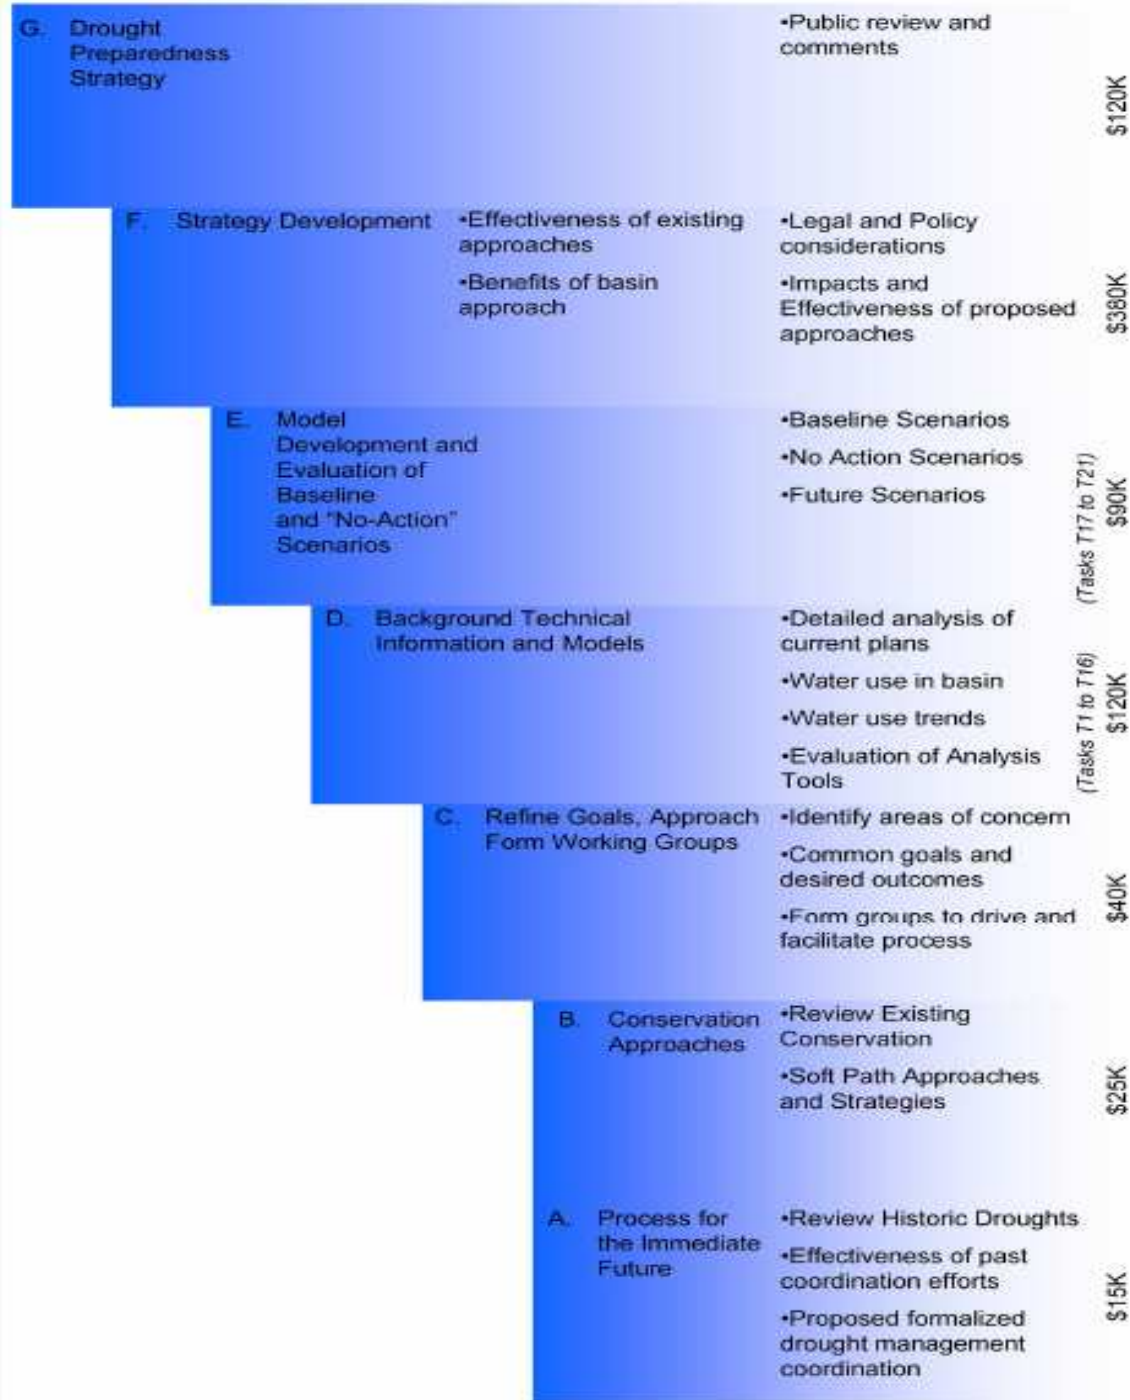 G. Drought
Preparedness
Strategy
•Public review and
comments
$120K
F. Strategy Development
•Effectiveness of existing
approaches
•Benefits of basin
approach
•Legal and Policy
considerations
•Impacts and
Effectiveness of proposed
approaches
$380K
E. Model
Development and
Evaluation of
Baseline
and “No-Action”
Scenarios
•Baseline Scenarios
•No Action Scenarios
•Future Scenarios
(Tasks T17 to T21)
$90K
D. Background Technical
Information and Models
•Detailed analysis of
current plans
•Water use in basin
•Water use trends
•Evaluation of Analysis
Tools
(Tasks T1 to T16)
$120K
C. Refine Goals, Approach
Form Working Groups
•Identify areas of concern
•Common goals and
desired outcomes
•Form groups to drive and
facilitate process
$40K
B. Conservation
Approaches
•Review Existing
Conservation
•Soft Path Approaches
and Strategies
$25K
A. Process for
the Immediate
Future
•Review Historic Droughts
•Effectiveness of past
coordination efforts
•Proposed formalized
drought management
coordination
$15K